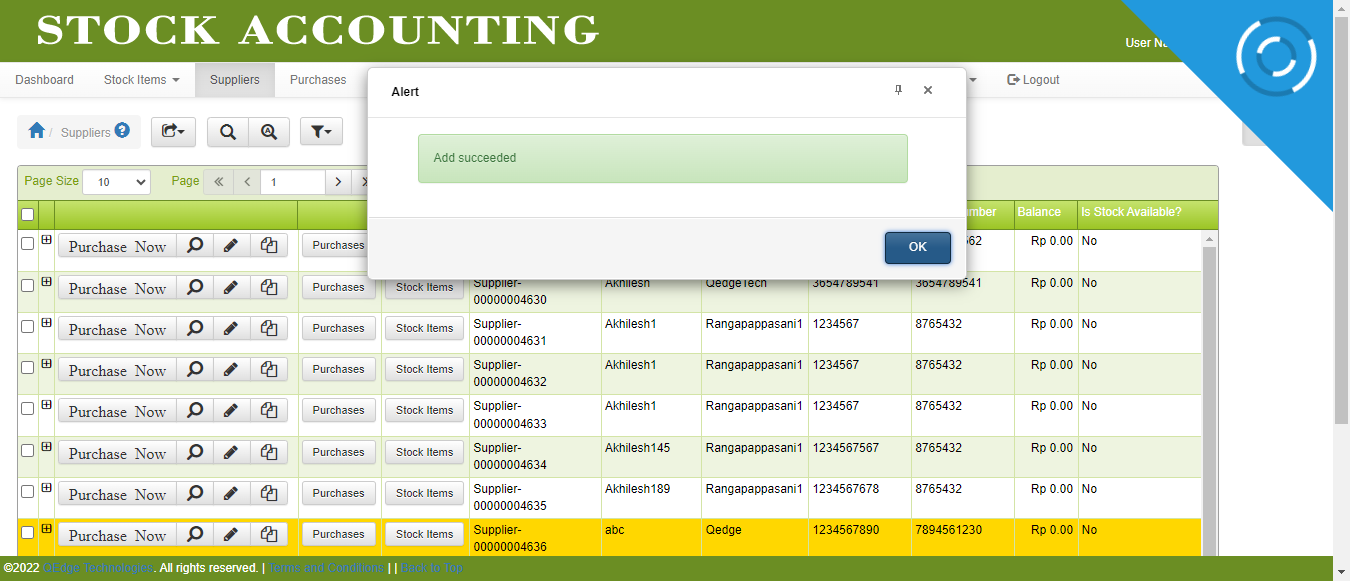 STOCK ACCOUNTING
User
Dashboard Stock Items Suppliers Purchases Logout
Alert
Add succeeded
OK
/ Suppliers
Page Size 10 Page 1
Balance Is Stock Available?
Purchase Now Purchases Rp 0.00 No
Purchase Now Purchases Stock Items Supplier-00000004630 Akhilesh QedgeTech 3654789541 3654789541 Rp 0.00 No
Purchase Now Purchases Stock Items Supplier-00000004631 Akhilesh1 Rangapappasani1 1234567 8765432 Rp 0.00 No
Purchase Now Purchases Stock Items Supplier-00000004632 Akhilesh1 Rangapappasani1 1234567 8765432 Rp 0.00 No
Purchase Now Purchases Stock Items Supplier-00000004633 Akhilesh1 Rangapappasani1 1234567 8765432 Rp 0.00 No
Purchase Now Purchases Stock Items Supplier-00000004634 Akhilesh145 Rangapappasani1 1234567567 8765432 Rp 0.00 No
Purchase Now Purchases Stock Items Supplier-00000004635 Akhilesh189 Rangapappasani1 1234567678 8765432 Rp 0.00 No
Purchase Now Purchases Stock Items Supplier-00000004636 abc Qedge 1234567890 7894561230 Rp 0.00 No
©2022 QEdge Technologies. All rights reserved. | Terms and Conditions | | Back to Top